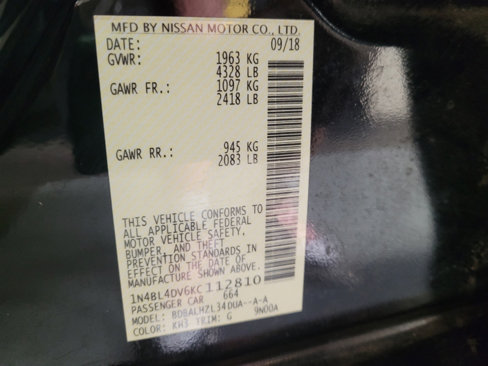 MFD BY NISSAN MOTOR CO., LTD.
DATE: 09/18
GVWR: 1963 KG
4328 LB
GAWR FR.: 1097 KG
2418 LB
GAWR RR.: 945 KG
2083 LB
THIS VEHICLE CONFORMS TO
ALL APPLICABLE FEDERAL
MOTOR VEHICLE SAFETY,
BUMPER, AND THEFT
PREVENTION STANDARDS IN
EFFECT ON THE DATE OF
MANUFACTURE SHOWN ABOVE.
1N4BL4DV6KC112810
PASSENGER CAR 664
MODEL: BDBALHZL34DUA--A-A
COLOR: KH3 TRIM: G 9N00A